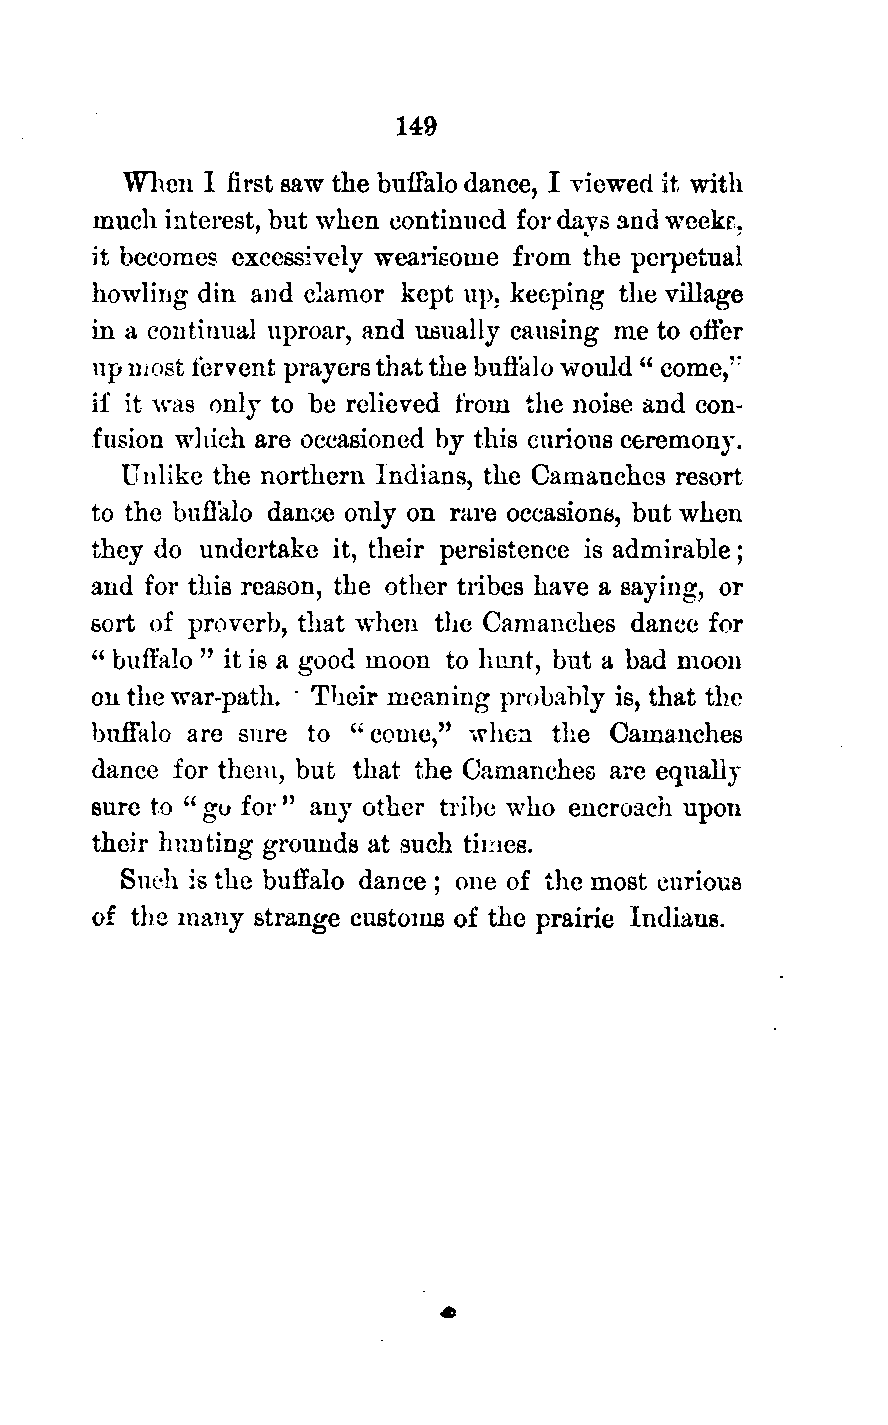 149
When I first saw the buffalo dance, I viewed it with
much interest, but when continued for days and weeks,
it becomes excessively wearisome from the perpetual
howling din and clamor kept up, keeping the village
in a continual uproar, and usually causing me to offer
up most fervent prayers that the buffalo would “ come,”
if it was only to be relieved from the noise and con-
fusion which are occasioned by this curious ceremony.
Unlike the northern Indians, the Camanches resort
to the buffalo dance only on rare occasions, but when
they do undertake it, their persistence is admirable ;
and for this reason, the other tribes have a saying, or
sort of proverb, that when the Camanches dance for
“ buffalo ” it is a good moon to hunt, but a bad moon
on the war-path. Their meaning probably is, that the
buffalo are sure to “ come,” when the Camanches
dance for them, but that the Camanches are equally
sure to “ go for ” any other tribe who encroach upon
their hunting grounds at such times.
Such is the buffalo dance ; one of the most curious
of the many strange customs of the prairie Indians.